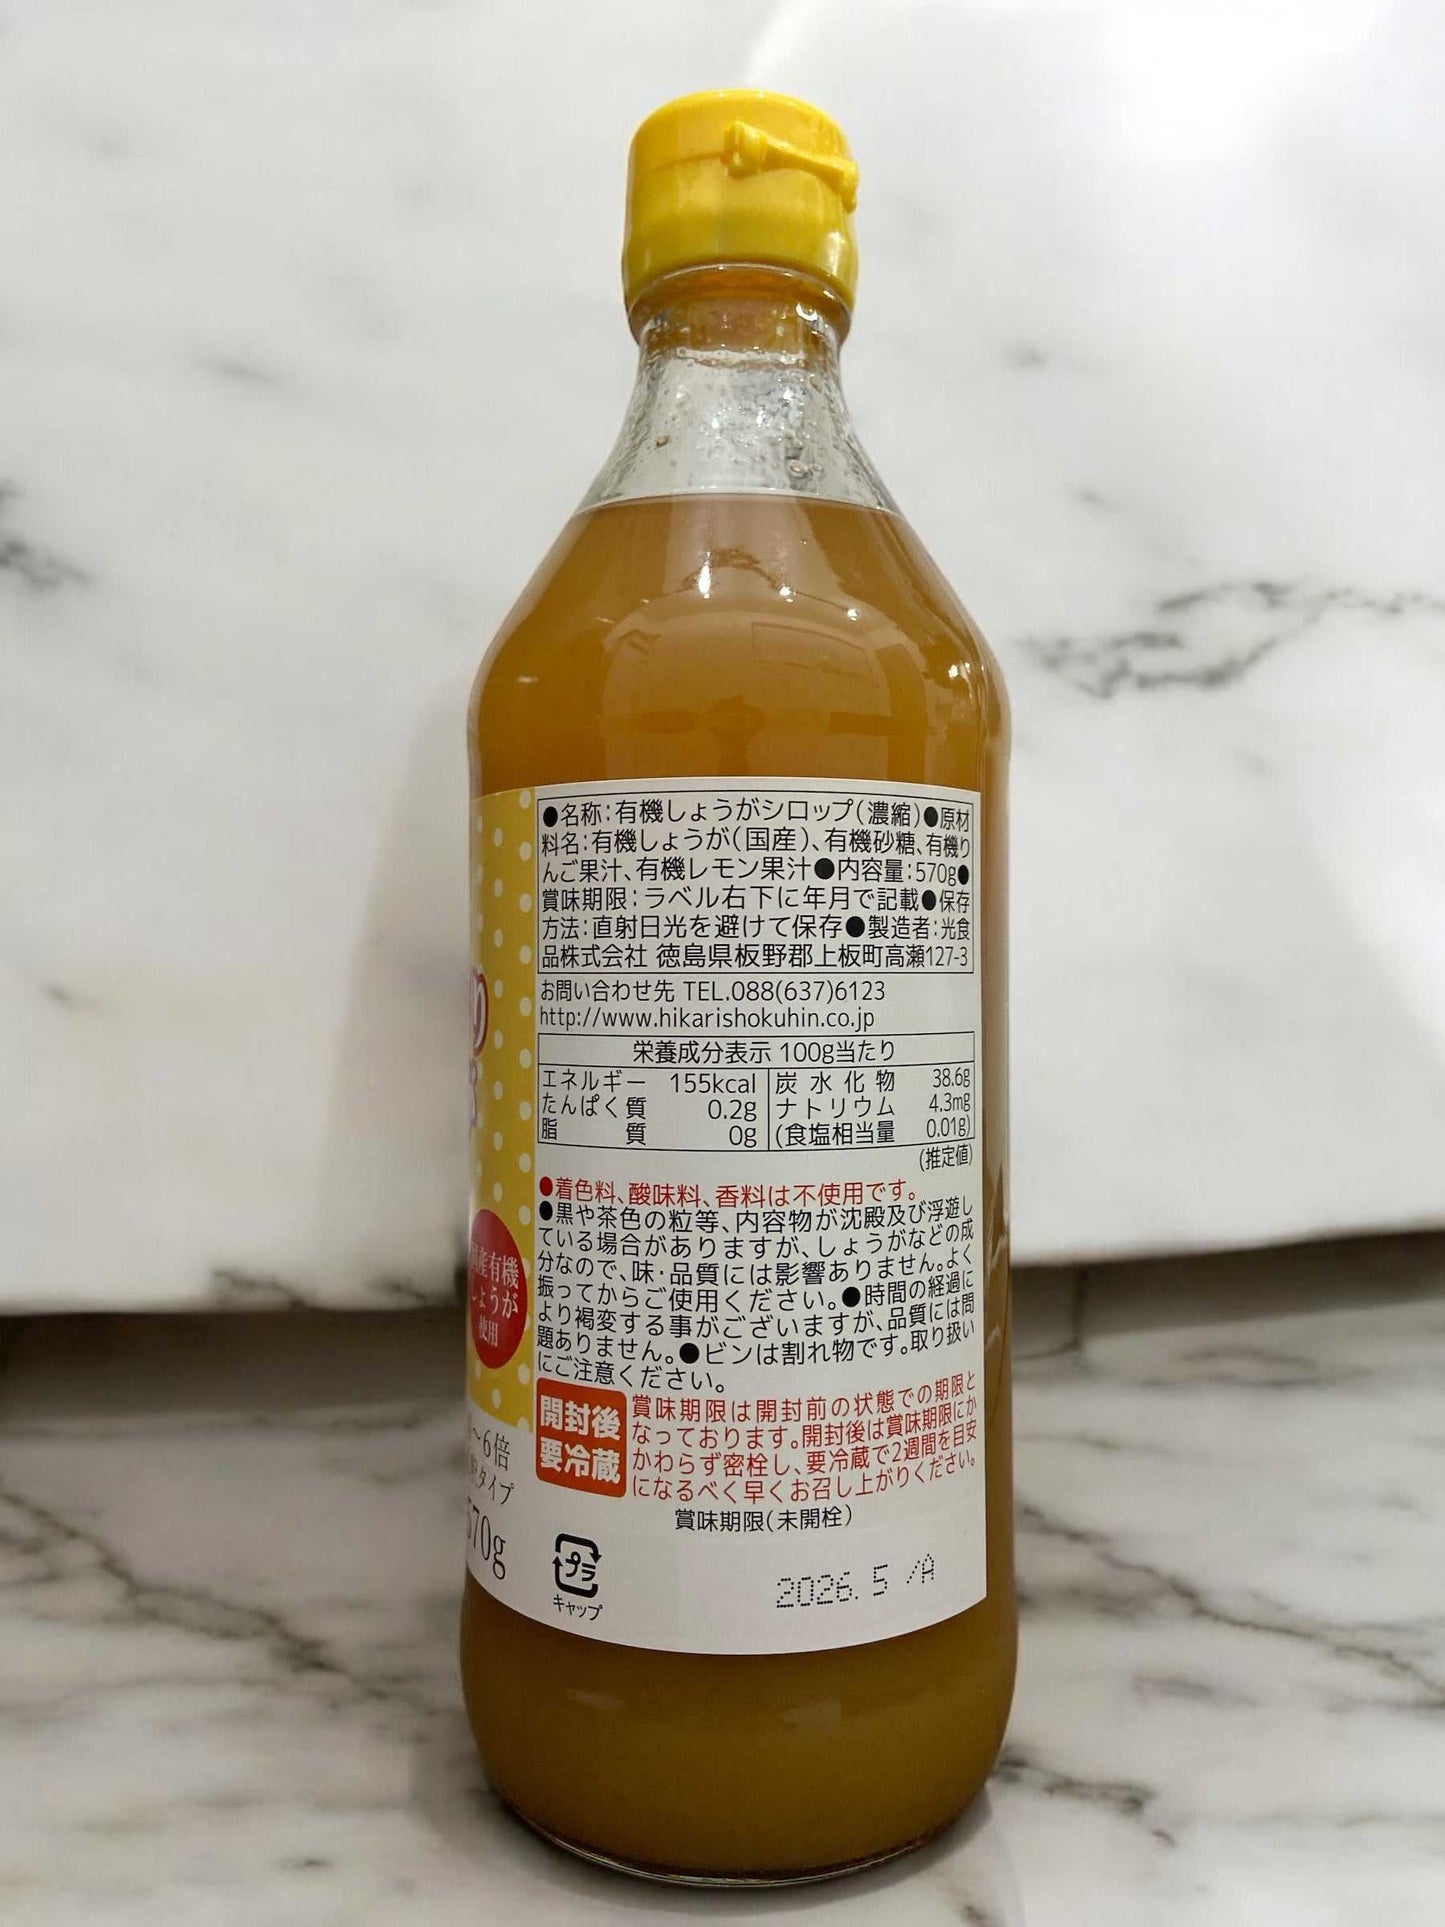 ●名称：有機しょうがシロップ（濃縮）●原材
料名：有機しょうが（国産）、有機砂糖、有機り
んご果汁、有機レモン果汁●内容量：570g●
賞味期限：ラベル右下に年月で記載●保存
方法：直射日光を避けて保存●製造者：光食
品株式会社 徳島県板野郡上板町高瀬127-3
お問い合わせ先 TEL.088(637)6123
http://www.hikarishokuhin.co.jp
栄養成分表示 100g当たり
エネルギー 155kcal 炭水化物 38.6g
たんぱく質 0.2g ナトリウム 4.3mg
脂質 0g (食塩相当量 0.01g)
(推定値)
●着色料、酸味料、香料は不使用です。
●黒や茶色の粒等、内容物が沈殿及び浮遊し
ている場合がありますが、しょうがなどの成
分なので、味・品質には影響ありません。よく
振ってからご使用ください。●時間の経過に
より褐変する事がございますが、品質には問
題ありません。●ビンは割れ物です。取り扱い
にご注意ください。
開封後
要冷蔵
賞味期限は開封前の状態での期限と
なっております。開封後は賞味期限にか
かわらず密栓し、要冷蔵で2週間を目安
になるべく早くお召し上がりください。
賞味期限（未開栓）
2026. 5 /A
プラ
キャップ
産有機
しょうが
使用
～6倍
タイプ
570g